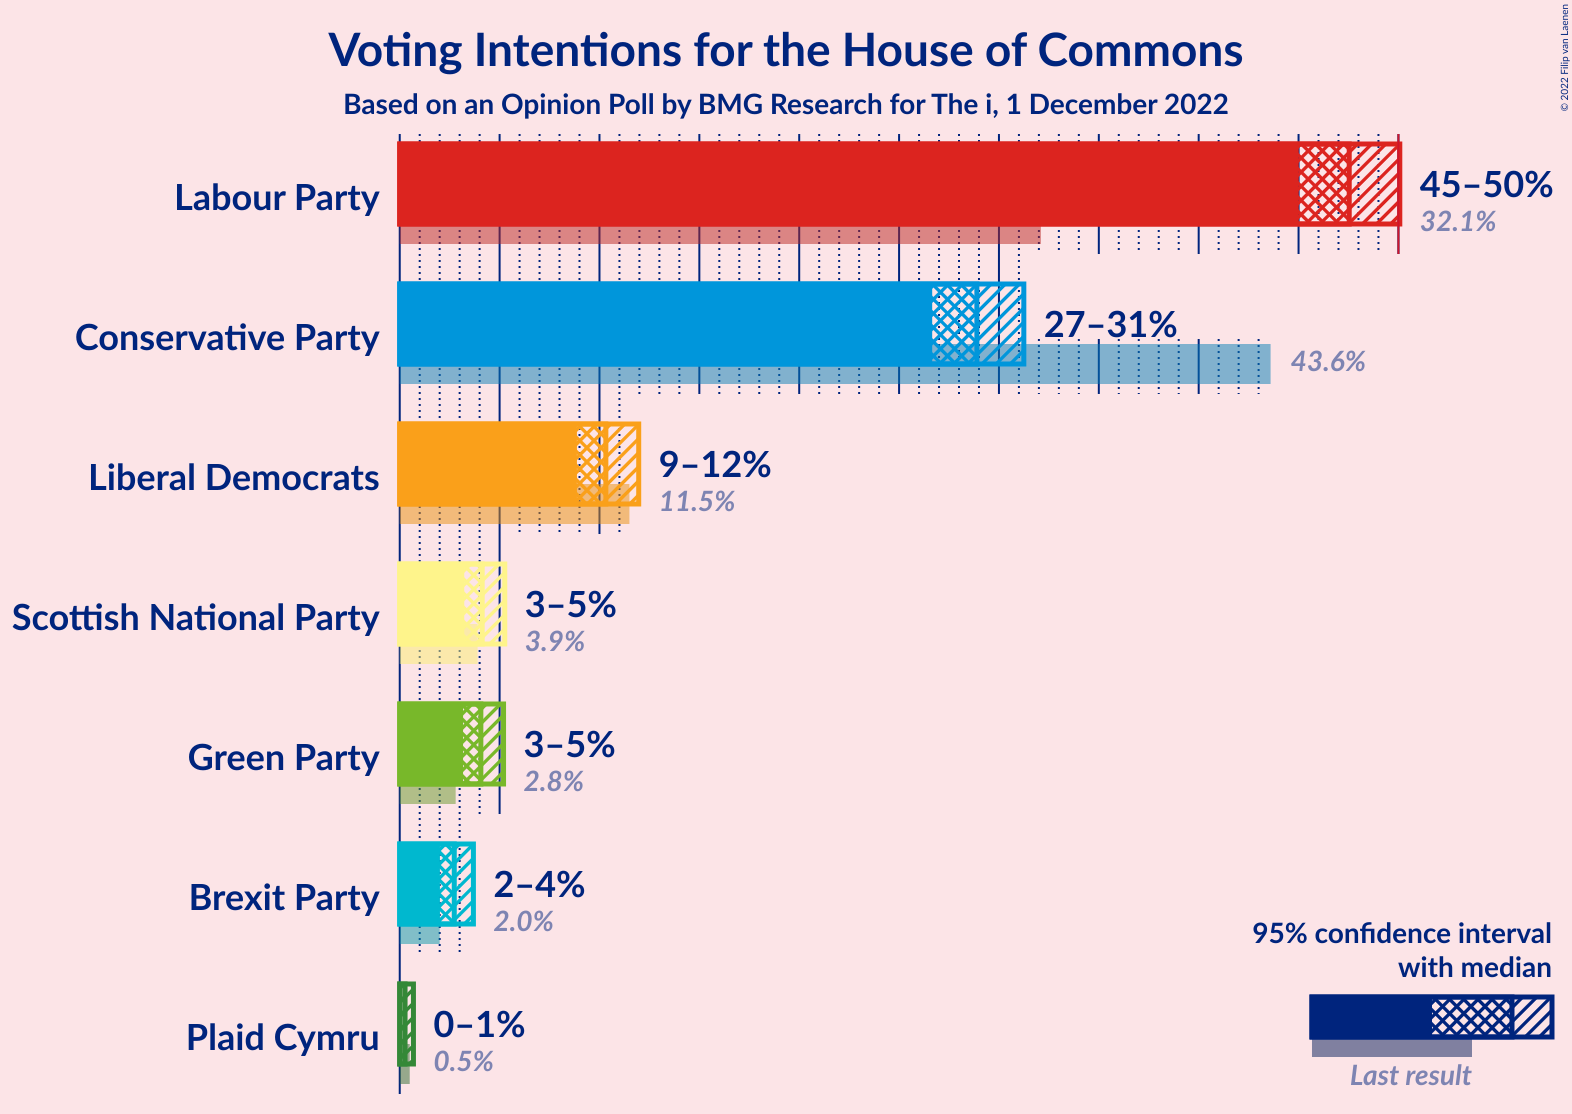 Voting Intentions for the House of Commons
Based on an Opinion Poll by BMG Research for The i, 1 December 2022
© 2022 Filip van Laenen
Labour Party
45–50%
32.1%
Conservative Party
27–31%
43.6%
Liberal Democrats
9–12%
11.5%
Scottish National Party
3–5%
3.9%
Green Party
3–5%
2.8%
Brexit Party
2–4%
2.0%
Plaid Cymru
0–1%
0.5%
95% confidence interval
with median
Last result